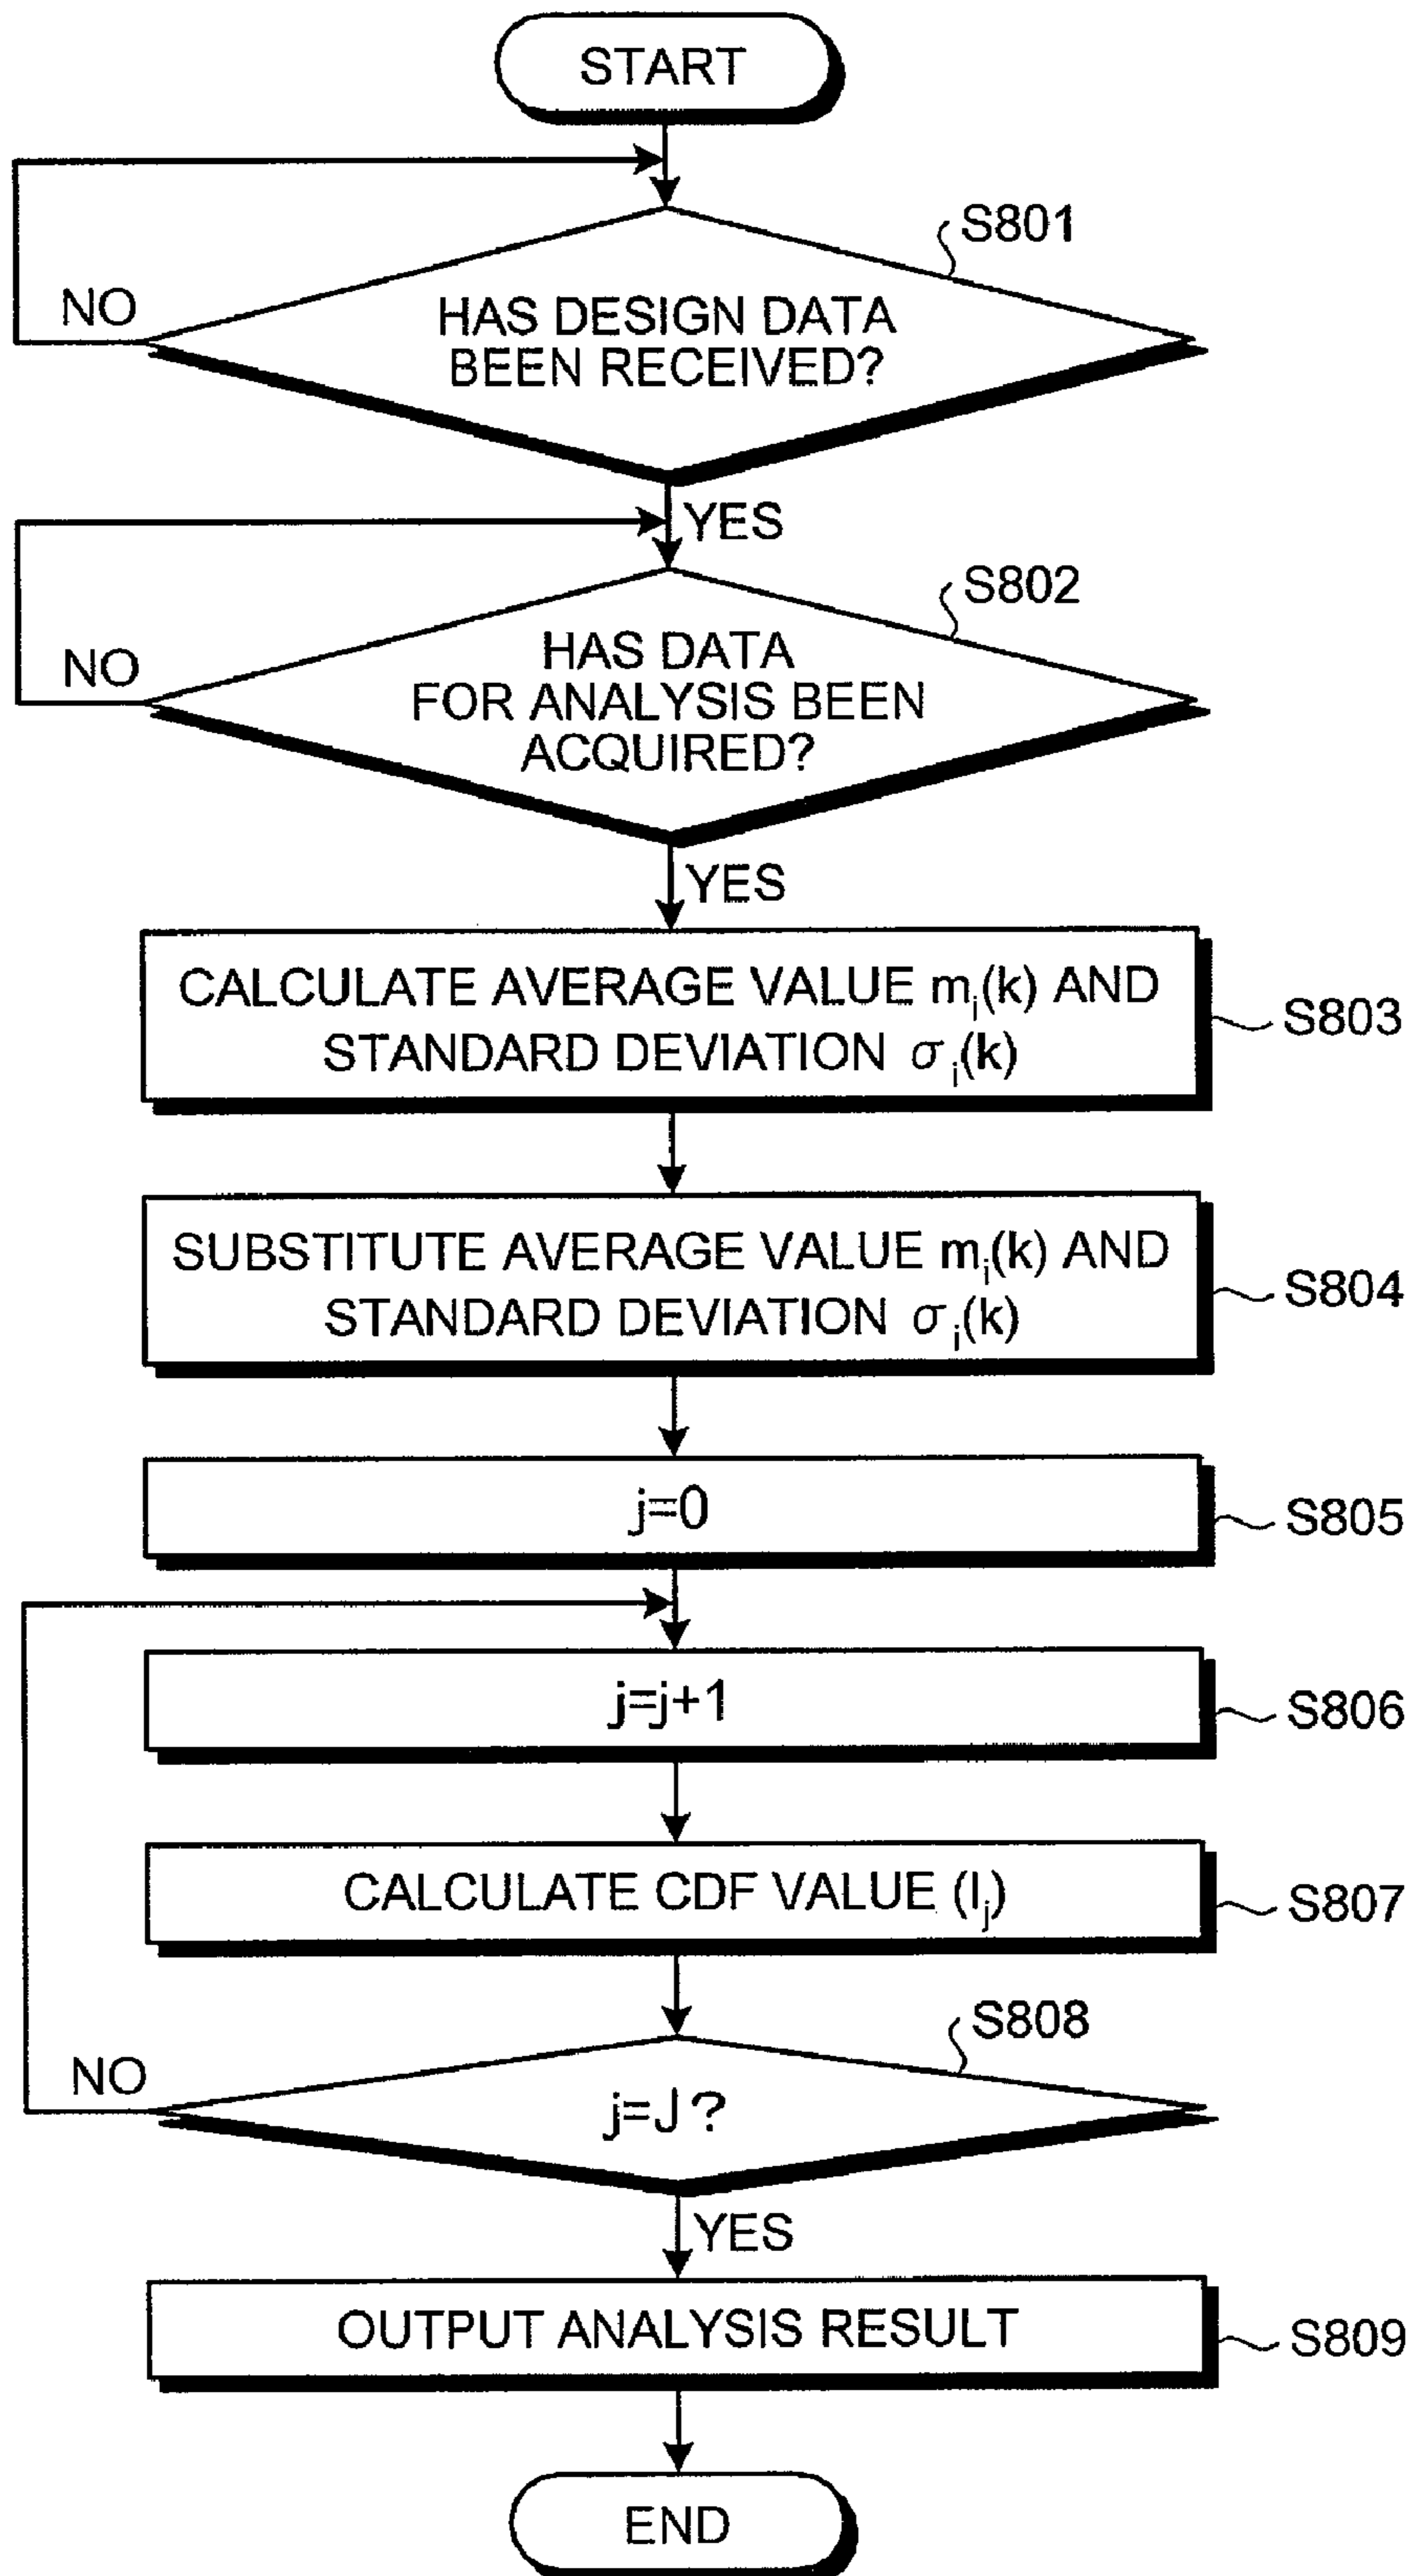 START
S801
NO
HAS DESIGN DATA
BEEN RECEIVED?
YES
S802
NO
HAS DATA
FOR ANALYSIS BEEN
ACQUIRED?
YES
CALCULATE AVERAGE VALUE mᵢ(k) AND
STANDARD DEVIATION σᵢ(k)
S803
SUBSTITUTE AVERAGE VALUE mᵢ(k) AND
STANDARD DEVIATION σᵢ(k)
S804
j=0
S805
j=j+1
S806
CALCULATE CDF VALUE (Iⱼ)
S807
S808
NO
j=J?
YES
OUTPUT ANALYSIS RESULT
S809
END